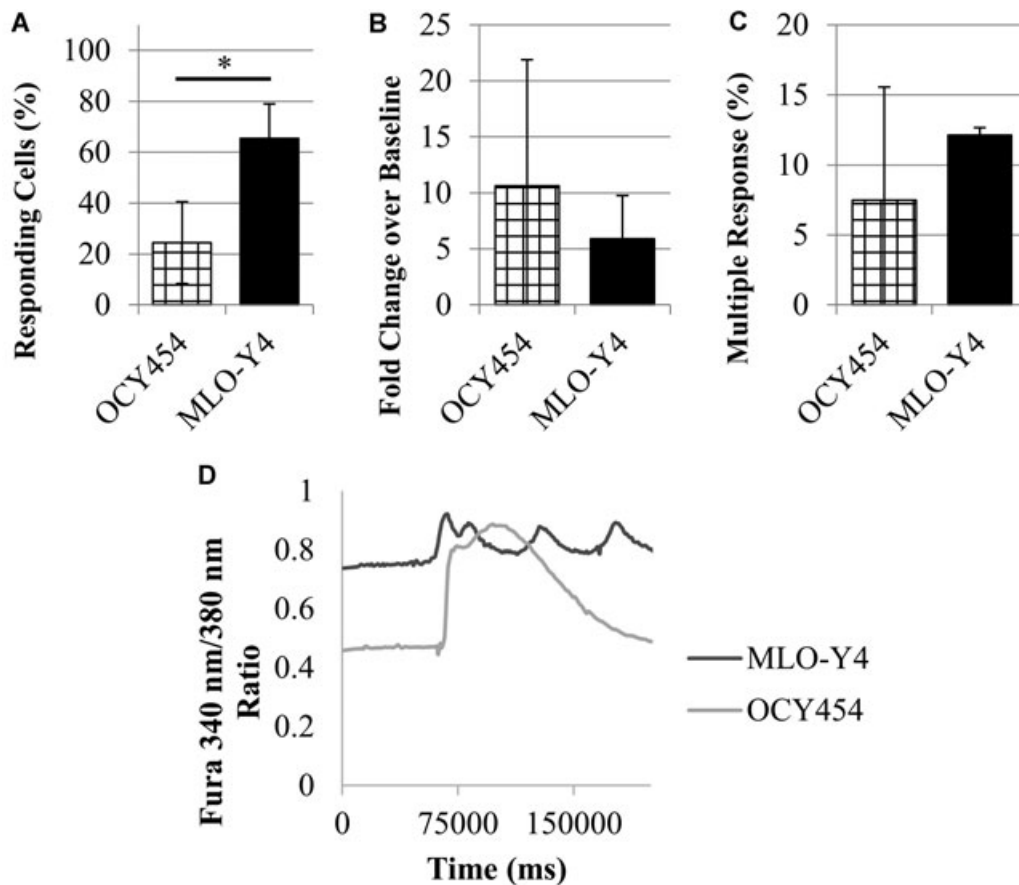 A
Responding Cells (%)
100
80
60
40
20
0
*
OCY454
MLO-Y4
B
Fold Change over Baseline
25
20
15
10
5
0
OCY454
MLO-Y4
C
Multiple Response (%)
20
15
10
5
0
OCY454
MLO-Y4
D
Fura 340 nm/380 nm
Ratio
1
0.8
0.6
0.4
0.2
0
0
75000
150000
Time (ms)
MLO-Y4
OCY454